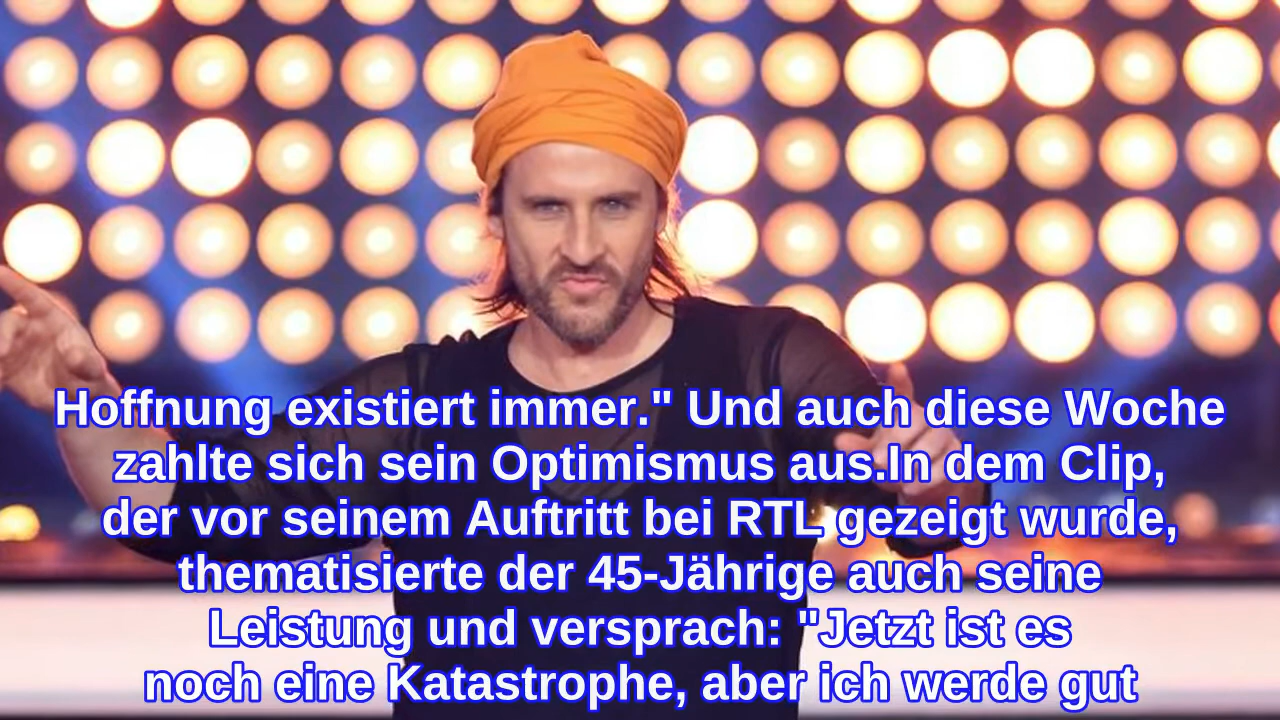 Hoffnung existiert immer." Und auch diese Woche
zahlte sich sein Optimismus aus.In dem Clip,
der vor seinem Auftritt bei RTL gezeigt wurde,
thematisierte der 45-Jährige auch seine
Leistung und versprach: "Jetzt ist es
noch eine Katastrophe, aber ich werde gut